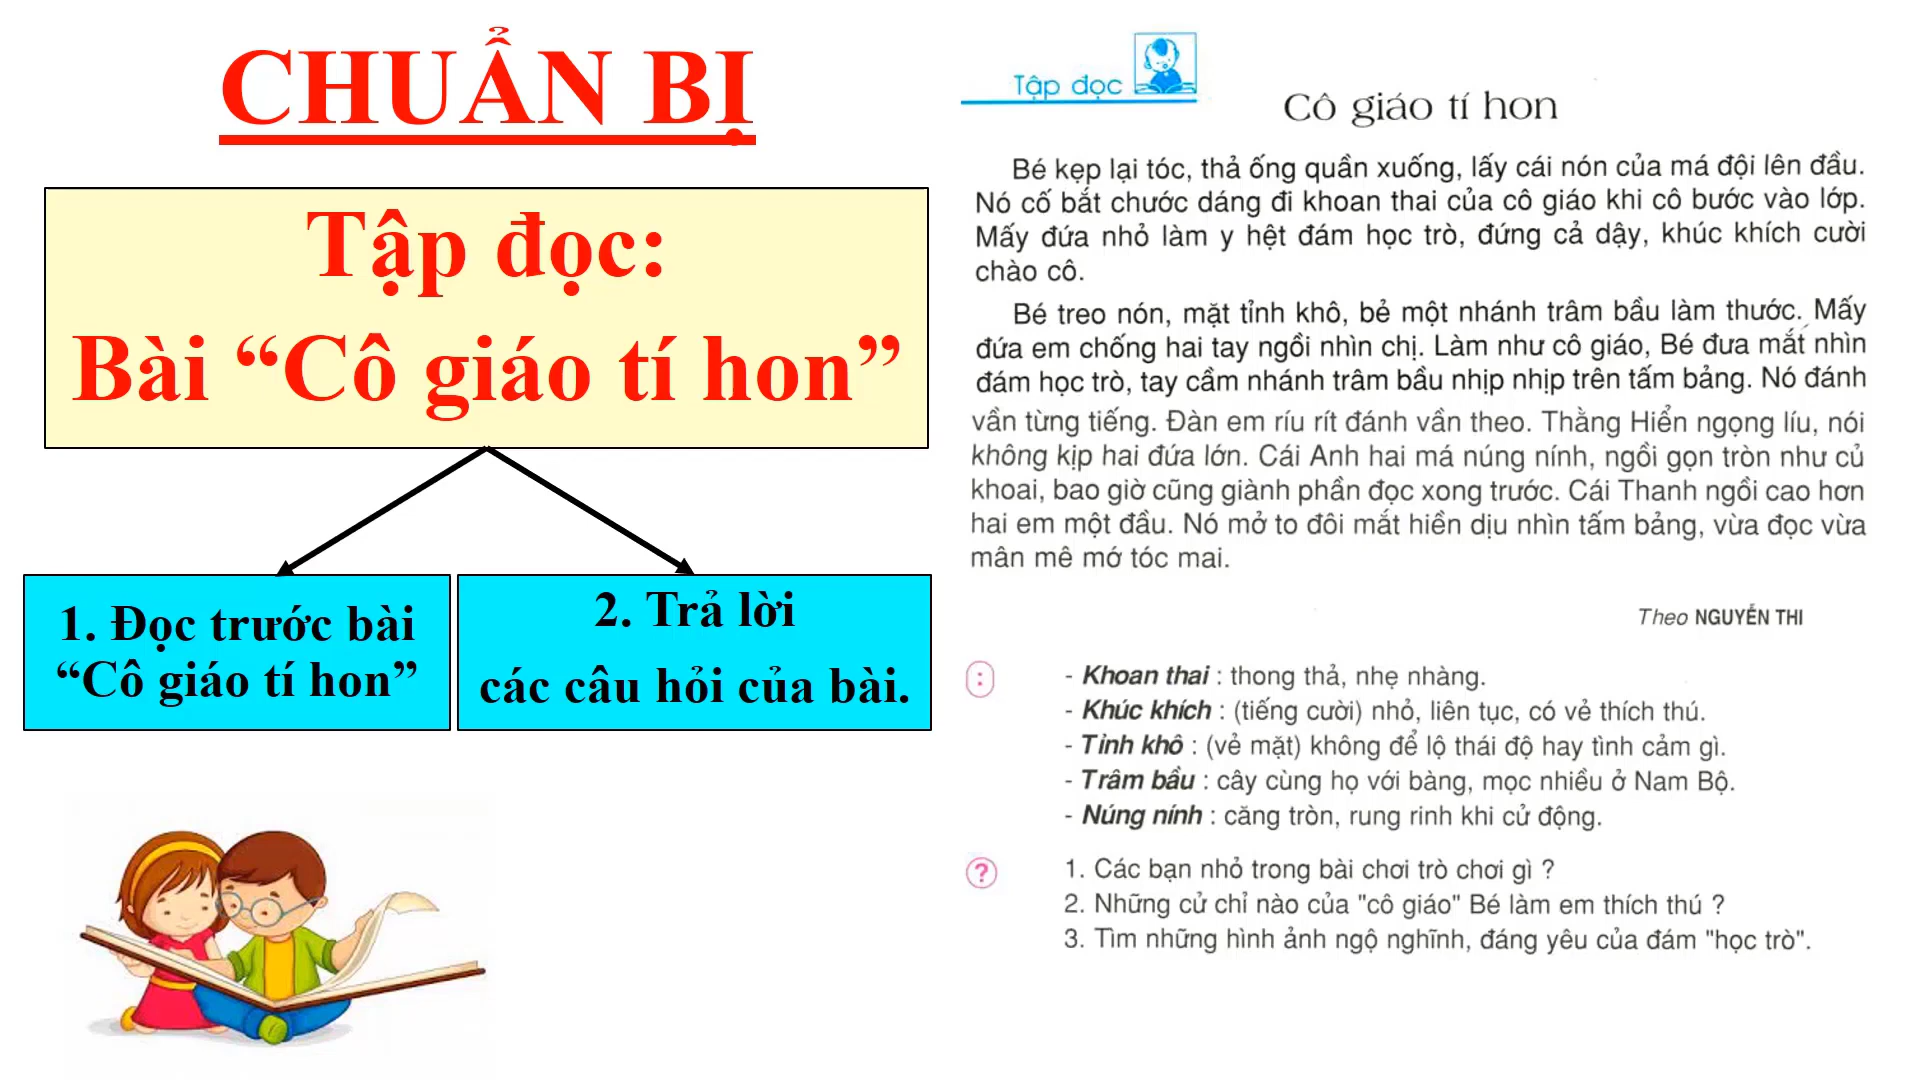 CHUẨN BỊ
Tập đọc:
Bài “Cô giáo tí hon”
1. Đọc trước bài
“Cô giáo tí hon”
2. Trả lời
các câu hỏi của bài.
Tập đọc
Cô giáo tí hon
Bé kẹp lại tóc, thả ống quần xuống, lấy cái nón của má đội lên đầu.
Nó cố bắt chước dáng đi khoan thai của cô giáo khi cô bước vào lớp.
Mấy đứa nhỏ làm y hệt đám học trò, đứng cả dậy, khúc khích cười
chào cô.
Bé treo nón, mặt tỉnh khô, bẻ một nhánh trâm bầu làm thước. Mấy
đứa em chống hai tay ngồi nhìn chị. Làm như cô giáo, Bé đưa mắt nhìn
đám học trò, tay cầm nhánh trâm bầu nhịp nhịp trên tấm bảng. Nó đánh
vần từng tiếng. Đàn em ríu rít đánh vần theo. Thằng Hiển ngọng líu, nói
không kịp hai đứa lớn. Cái Anh hai má núng nính, ngồi gọn tròn như củ
khoai, bao giờ cũng giành phần đọc xong trước. Cái Thanh ngồi cao hơn
hai em một đầu. Nó mở to đôi mắt hiền dịu nhìn tấm bảng, vừa đọc vừa
mân mê mớ tóc mai.
Theo NGUYỄN THI
:
- Khoan thai : thong thả, nhẹ nhàng.
- Khúc khích : (tiếng cười) nhỏ, liên tục, có vẻ thích thú.
- Tỉnh khô : (vẻ mặt) không để lộ thái độ hay tình cảm gì.
- Trâm bầu : cây cùng họ với bàng, mọc nhiều ở Nam Bộ.
- Núng nính : căng tròn, rung rinh khi cử động.
?
1. Các bạn nhỏ trong bài chơi trò chơi gì ?
2. Những cử chỉ nào của "cô giáo" Bé làm em thích thú ?
3. Tìm những hình ảnh ngộ nghĩnh, đáng yêu của đám "học trò".